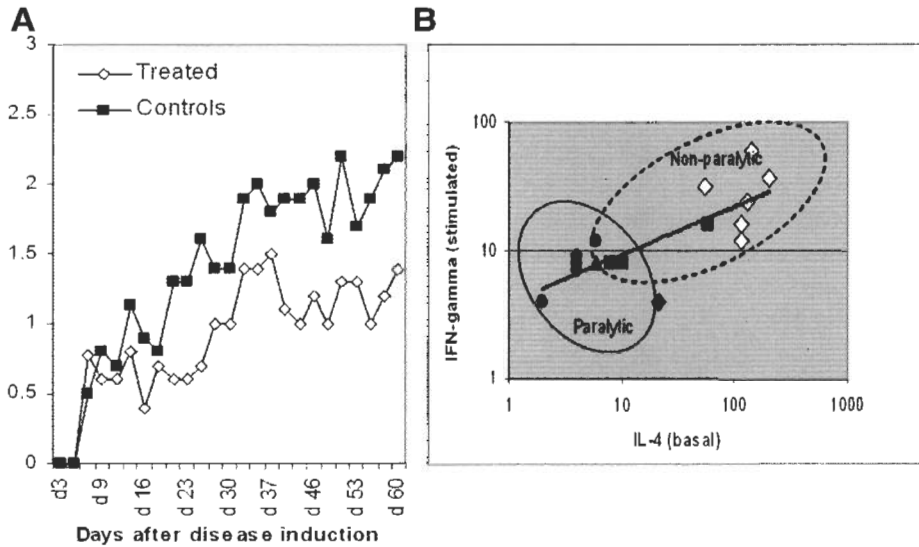 A
3
2.5
2
1.5
1
0.5
0
Treated
Controls
d3
d 9
d 16
d 23
d 30
d 37
d 46
d 53
d 60
Days after disease induction
B
IFN-gamma (stimulated)
100
10
1
Non-paralytic
Paralytic
1
10
100
1000
IL-4 (basal)